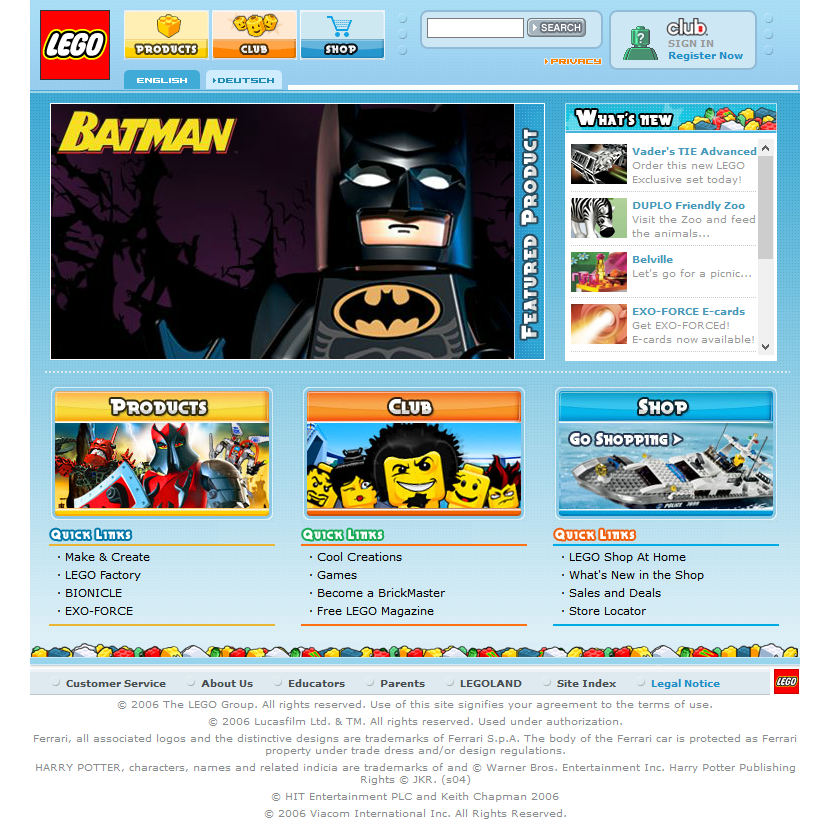 LEGO
PRODUCTS
CLUB
SHOP
SEARCH
PRIVACY
club
SIGN IN
Register Now
ENGLISH
DEUTSCH
BATMAN
FEATURED PRODUCT
WHAT'S NEW
Vader's TIE Advanced
Order this new LEGO
Exclusive set today!
DUPLO Friendly Zoo
Visit the Zoo and feed
the animals...
Belville
Let's go for a picnic...
EXO-FORCE E-cards
Get EXO-FORCEd!
E-cards now available!
PRODUCTS
CLUB
SHOP
GO SHOPPING >
POLICE
QUICK LINKS
· Make & Create
· LEGO Factory
· BIONICLE
· EXO-FORCE
QUICK LINKS
· Cool Creations
· Games
· Become a BrickMaster
· Free LEGO Magazine
QUICK LINKS
· LEGO Shop At Home
· What's New in the Shop
· Sales and Deals
· Store Locator
Customer Service About Us Educators Parents LEGOLAND Site Index Legal Notice
LEGO
© 2006 The LEGO Group. All rights reserved. Use of this site signifies your agreement to the terms of use.
© 2006 Lucasfilm Ltd. & TM. All rights reserved. Used under authorization.
Ferrari, all associated logos and the distinctive designs are trademarks of Ferrari S.p.A. The body of the Ferrari car is protected as Ferrari
property under trade dress and/or design regulations.
HARRY POTTER, characters, names and related indicia are trademarks of and © Warner Bros. Entertainment Inc. Harry Potter Publishing
Rights © JKR. (s04)
© HIT Entertainment PLC and Keith Chapman 2006
© 2006 Viacom International Inc. All Rights Reserved.